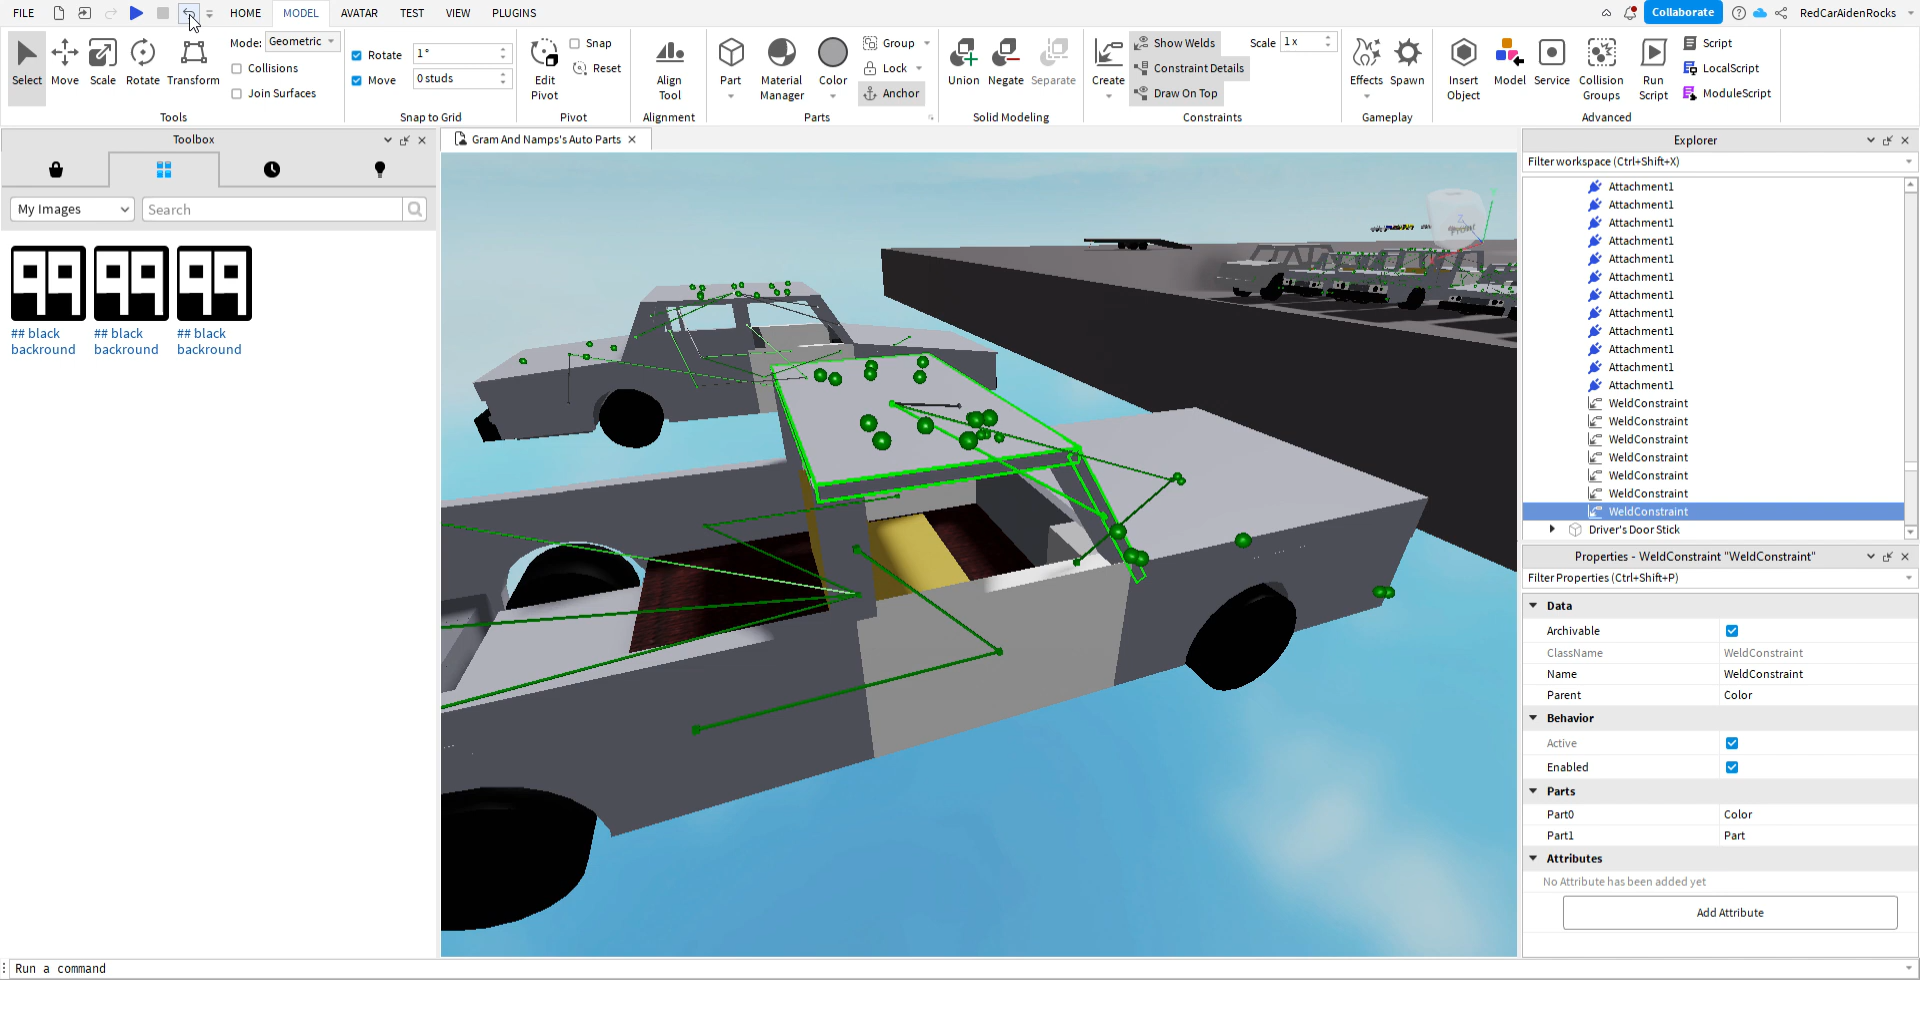 FILE HOME MODEL AVATAR TEST VIEW PLUGINS Collaborate RedCarAidenRocks
Select Move Scale Rotate Transform
Mode: Geometric
Collisions
Join Surfaces
Tools
Rotate 1°
Move 0 studs
Snap to Grid
Edit Pivot
Snap
Reset
Pivot
Align Tool
Alignment
Part Material Manager Color
Group
Lock
Anchor
Parts
Union Negate Separate
Solid Modeling
Create
Show Welds Scale 1 x
Constraint Details
Draw On Top
Constraints
Effects Spawn
Gameplay
Insert Object Model Service Collision Groups Run Script
Script
LocalScript
ModuleScript
Advanced
Toolbox
My Images Search
## black backround
## black backround
## black backround
Gram And Namps's Auto Parts
Explorer
Filter workspace (Ctrl+Shift+X)
Attachment1
Attachment1
Attachment1
Attachment1
Attachment1
Attachment1
Attachment1
Attachment1
Attachment1
Attachment1
Attachment1
Attachment1
WeldConstraint
WeldConstraint
WeldConstraint
WeldConstraint
WeldConstraint
WeldConstraint
WeldConstraint
Driver's Door Stick
Properties - WeldConstraint "WeldConstraint"
Filter Properties (Ctrl+Shift+P)
Data
Archivable
ClassName WeldConstraint
Name WeldConstraint
Parent Color
Behavior
Active
Enabled
Parts
Part0 Color
Part1 Part
Attributes
No Attribute has been added yet
Add Attribute
Run a command